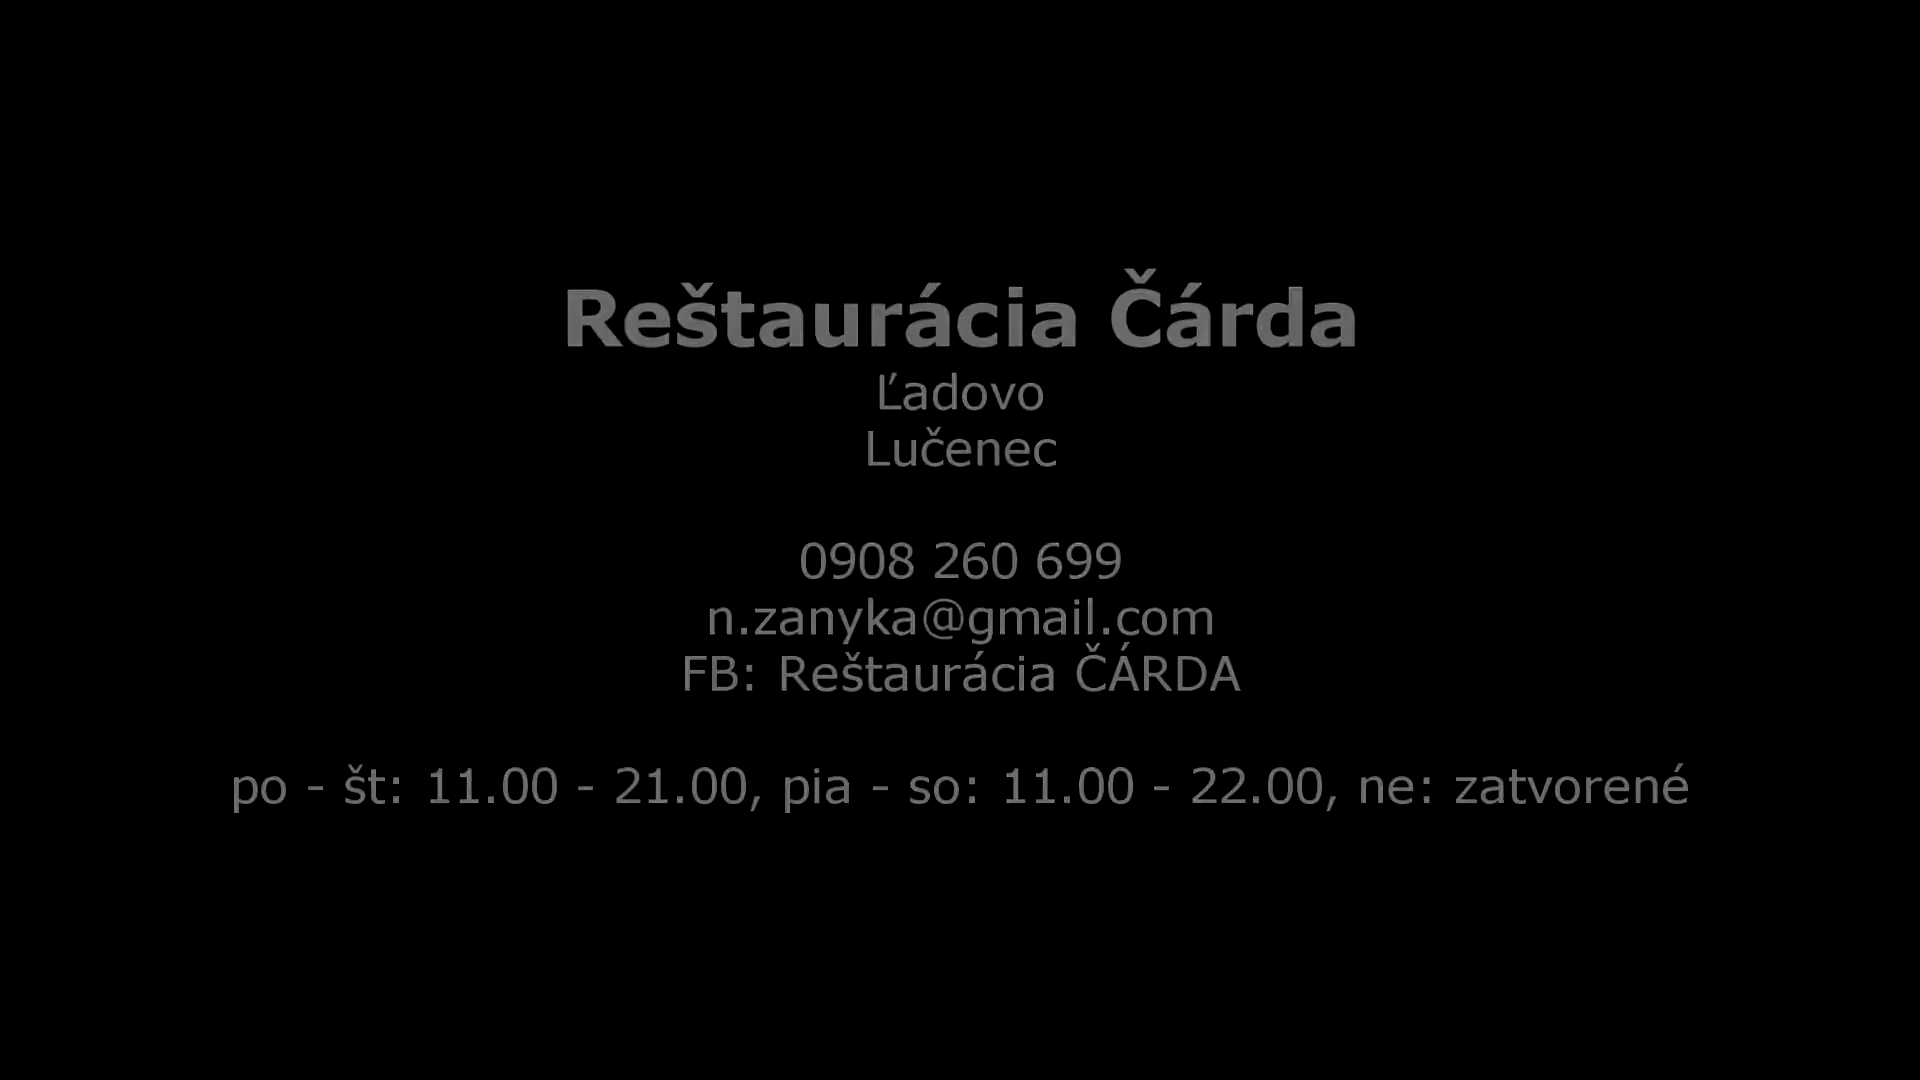 Reštaurácia Čárda
Ľadovo
Lučenec
0908 260 699
n.zanyka@gmail.com
FB: Reštaurácia ČÁRDA
po - št: 11.00 - 21.00, pia - so: 11.00 - 22.00, ne: zatvorené